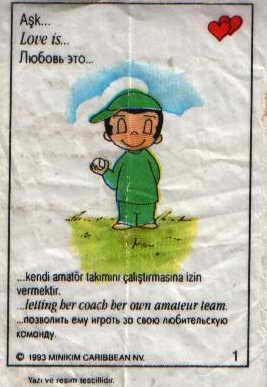 Aşk...
Love is...
Любовь это...
...kendi amatör takımını çalıştırmasına izin
vermektir.
...letting her coach her own amateur team.
...позволить ему играть за свою любительскую
команду.
© 1993 MINIKIM CARIBBEAN NV. 1
Yazı ve resim tescillidir.